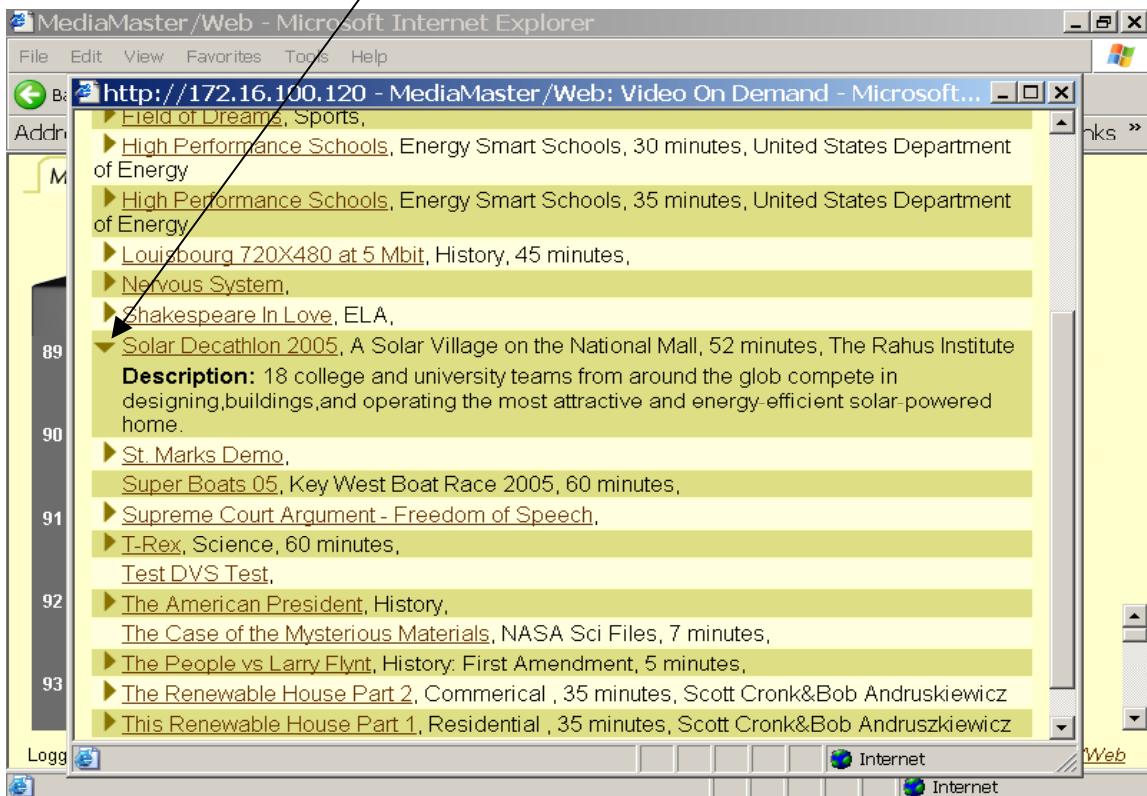 MediaMaster/Web - Microsoft Internet Explorer
File Edit View Favorites Tools Help
Ba
http://172.16.100.120 - MediaMaster/Web: Video On Demand - Microsoft...
Addr
nks »
M
Field of Dreams, Sports,
High Performance Schools, Energy Smart Schools, 30 minutes, United States Department
of Energy
High Performance Schools, Energy Smart Schools, 35 minutes, United States Department
of Energy
Louisbourg 720X480 at 5 Mbit, History, 45 minutes,
Nervous System,
Shakespeare In Love, ELA,
89
Solar Decathlon 2005, A Solar Village on the National Mall, 52 minutes, The Rahus Institute
Description: 18 college and university teams from around the glob compete in
designing,buildings,and operating the most attractive and energy-efficient solar-powered
home.
90
St. Marks Demo,
Super Boats 05, Key West Boat Race 2005, 60 minutes,
91
Supreme Court Argument - Freedom of Speech,
T-Rex, Science, 60 minutes,
Test DVS Test,
92
The American President, History,
The Case of the Mysterious Materials, NASA Sci Files, 7 minutes,
The People vs Larry Flynt, History: First Amendment, 5 minutes,
93
The Renewable House Part 2, Commerical , 35 minutes, Scott Cronk&Bob Andruskiewicz
This Renewable House Part 1, Residential , 35 minutes, Scott Cronk&Bob Andruszkiewicz
Logg
Internet
/Web
Internet